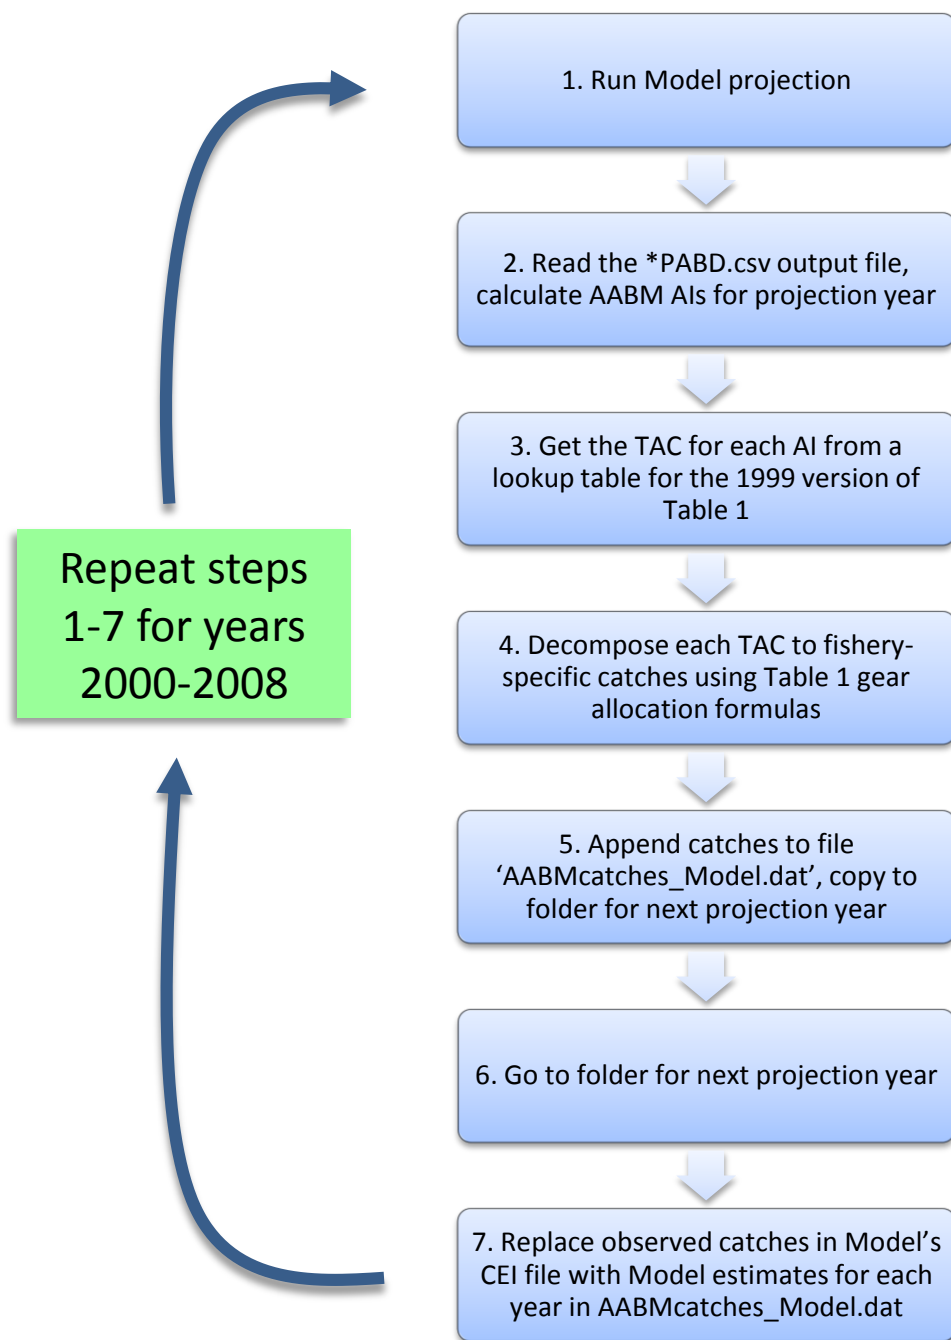 1. Run Model projection
2. Read the *PABD.csv output file,
calculate AABM AIs for projection year
3. Get the TAC for each AI from a
lookup table for the 1999 version of
Table 1
Repeat steps
1-7 for years
2000-2008
4. Decompose each TAC to fishery-
specific catches using Table 1 gear
allocation formulas
5. Append catches to file
‘AABMcatches_Model.dat’, copy to
folder for next projection year
6. Go to folder for next projection year
7. Replace observed catches in Model’s
CEI file with Model estimates for each
year in AABMcatches_Model.dat